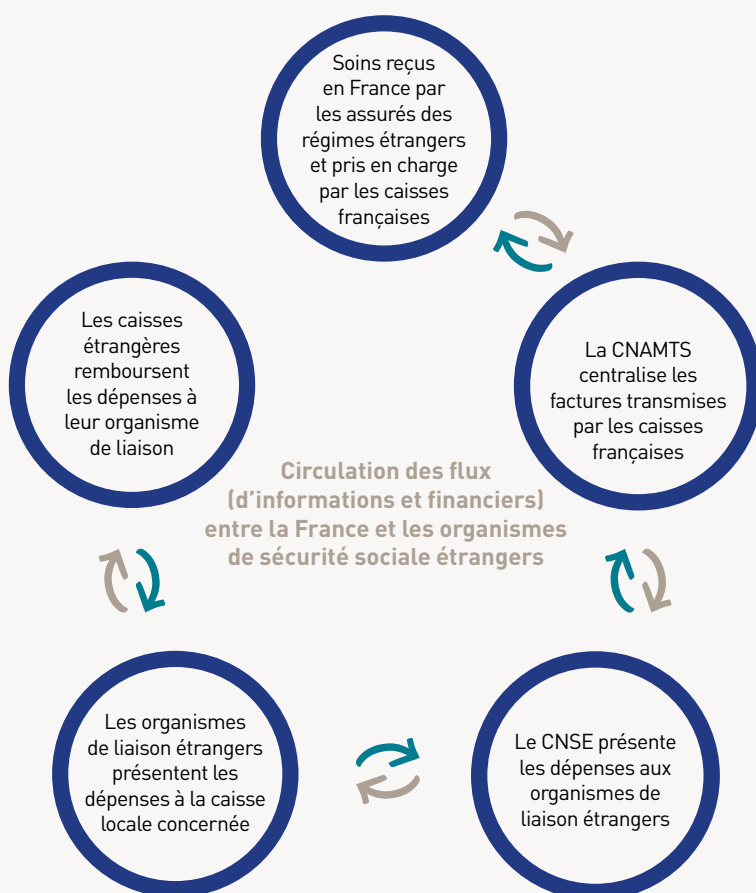 Soins reçus
en France par
les assurés des
régimes étrangers
et pris en charge
par les caisses
françaises
La CNAMTS
centralise les
factures transmises
par les caisses
françaises
Le CNSE présente
les dépenses aux
organismes de
liaison étrangers
Les organismes
de liaison étrangers
présentent les
dépenses à la caisse
locale concernée
Les caisses
étrangères
remboursent
les dépenses à
leur organisme
de liaison
Circulation des flux
(d’informations et financiers)
entre la France et les organismes
de sécurité sociale étrangers